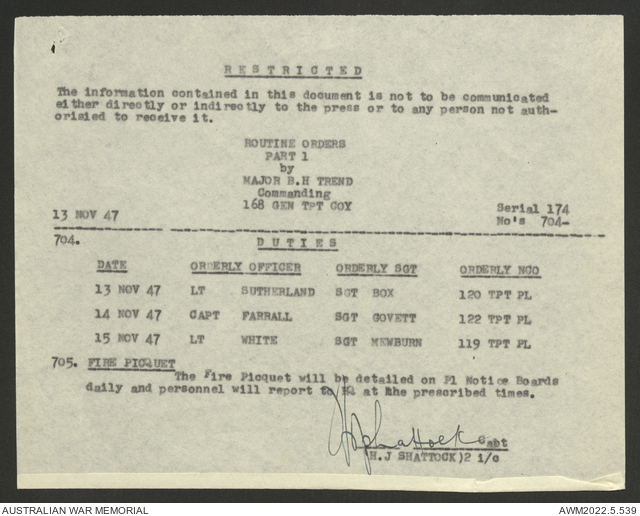 RESTRICTED
The information contained in this document is not to be communicated
either directly or indirectly to the press or to any person not auth-
orisied to receive it.
ROUTINE ORDERS
PART 1
by
MAJOR B.H TREND
Commanding
168 GEN TPT COY
13 NOV 47
Serial 174
No's 704-
704. DUTIES
DATE ORDERLY OFFICER ORDERLY SGT ORDERLY NCO
13 NOV 47 LT SUTHERLAND SGT BOX 120 TPT PL
14 NOV 47 CAPT FARRALL SGT GOVETT 122 TPT PL
15 NOV 47 LT WHITE SGT MEWBURN 119 TPT PL
705. FIRE PICQUET
The Fire Picquet will be detailed on Pl Notice Boards
daily and personnel will report to at the prescribed times.
HJ Shattock Capt
(H.J SHATTOCK)2 i/c
AUSTRALIAN WAR MEMORIAL
AWM2022.5.539